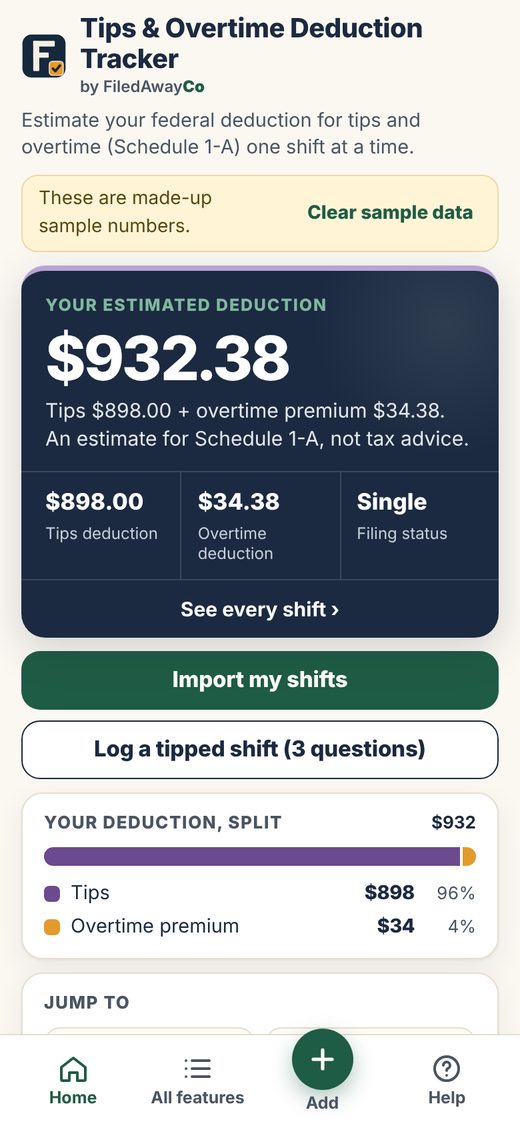 F
Tips & Overtime Deduction
Tracker
by FiledAwayCo
Estimate your federal deduction for tips and
overtime (Schedule 1-A) one shift at a time.
These are made-up
sample numbers.
Clear sample data
YOUR ESTIMATED DEDUCTION
$932.38
Tips $898.00 + overtime premium $34.38.
An estimate for Schedule 1-A, not tax advice.
$898.00
Tips deduction
$34.38
Overtime
deduction
Single
Filing status
See every shift ›
Import my shifts
Log a tipped shift (3 questions)
YOUR DEDUCTION, SPLIT $932
Tips $898 96%
Overtime premium $34 4%
JUMP TO
Home
All features
Add
Help